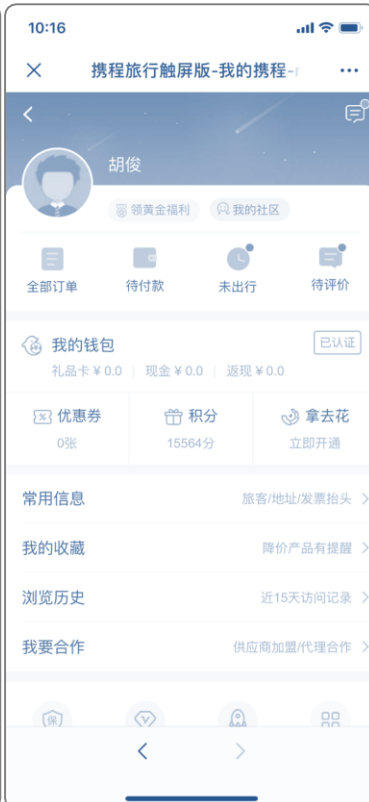 10:16
携程旅行触屏版-我的携程-
胡俊
领黄金福利 我的社区
全部订单 待付款 未出行 待评价
我的钱包 已认证
礼品卡 ¥ 0.0 现金 ¥ 0.0 返现 ¥ 0.0
优惠券 积分 拿去花
0张 15564分 立即开通
常用信息 旅客/地址/发票抬头
我的收藏 降价产品有提醒
浏览历史 近15天访问记录
我要合作 供应商加盟/代理合作
保 V